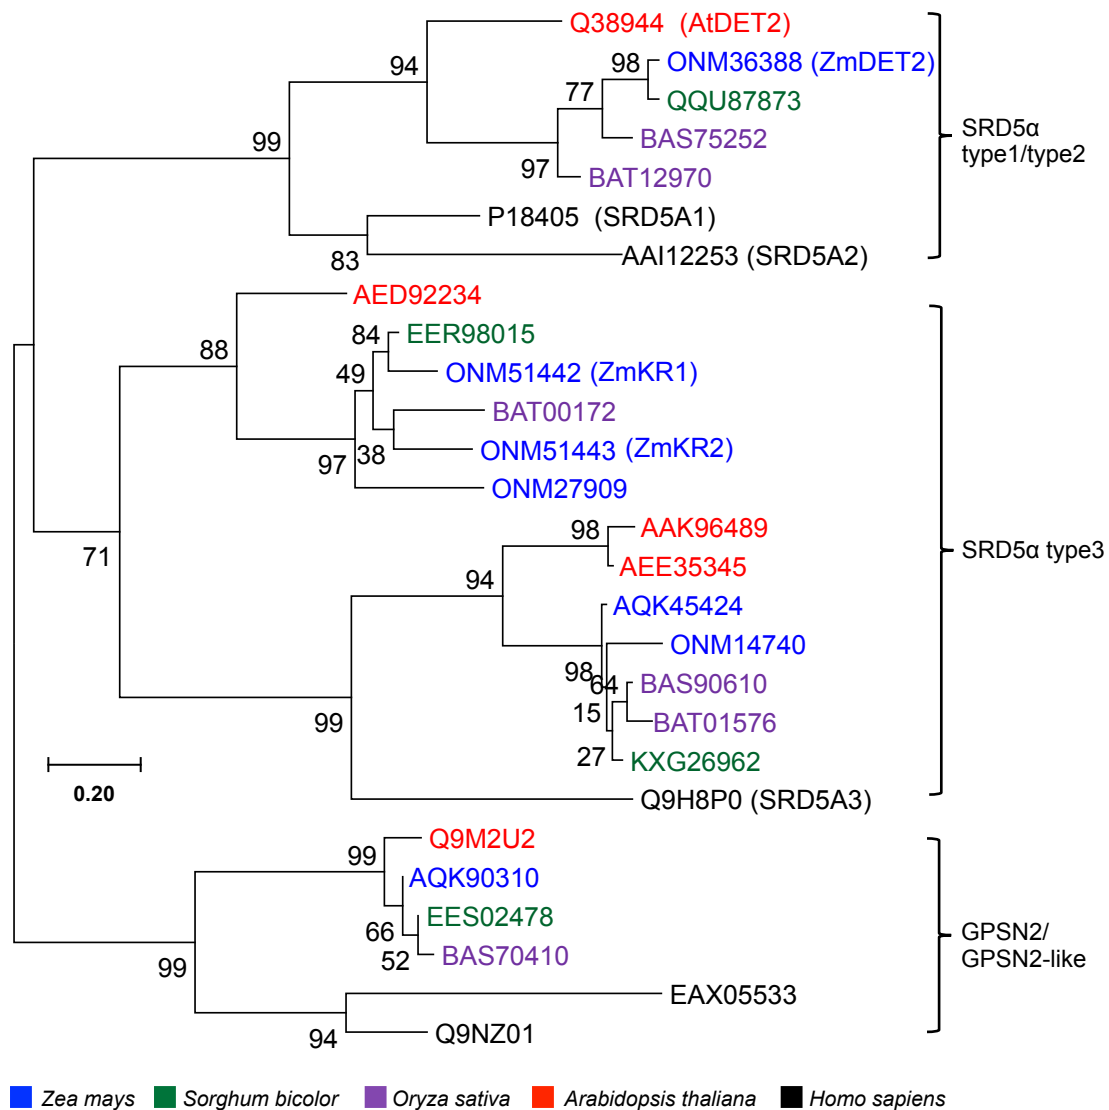 Q38944 (AtDET2)
94
98
ONM36388 (ZmDET2)
77
QQU87873
SRD5α
type1/type2
99
BAS75252
97
BAT12970
P18405 (SRD5A1)
83
AAI12253 (SRD5A2)
AED92234
84
EER98015
88
49
ONM51442 (ZmKR1)
BAT00172
38
ONM51443 (ZmKR2)
97
ONM27909
98
AAK96489
71
SRD5α type3
94
AEE35345
AQK45424
ONM14740
98
64
BAS90610
15
BAT01576
99
27
KXG26962
0.20
Q9H8P0 (SRD5A3)
Q9M2U2
99
AQK90310
EES02478
66
GPSN2/
GPSN2-like
52
BAS70410
99
EAX05533
94
Q9NZ01
Zea mays
Sorghum bicolor
Oryza sativa
Arabidopsis thaliana
Homo sapiens